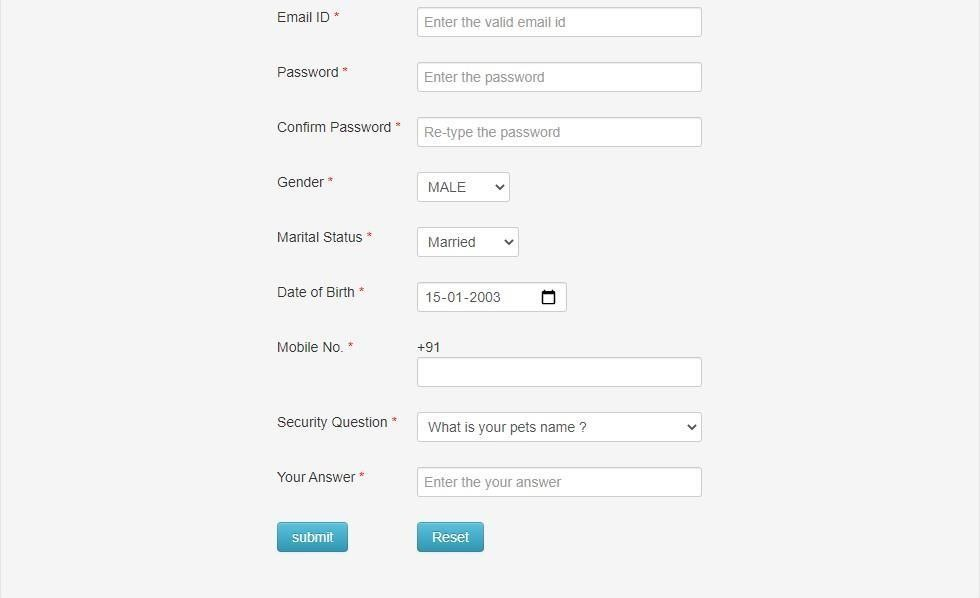 Email ID * Enter the valid email id
Password * Enter the password
Confirm Password * Re-type the password
Gender * MALE
Marital Status * Married
Date of Birth * 15-01-2003
Mobile No. * +91
Security Question * What is your pets name ?
Your Answer * Enter the your answer
submit Reset